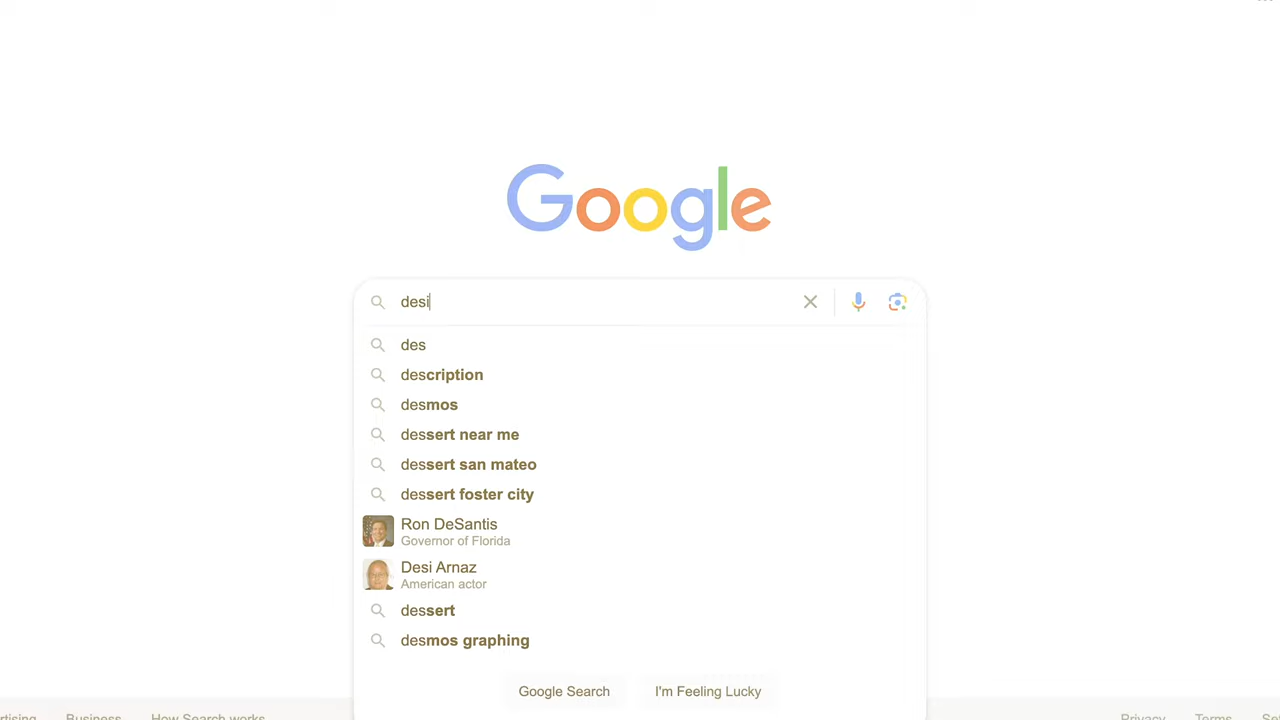 Google
desi
des
description
desmos
dessert near me
dessert san mateo
dessert foster city
Ron DeSantis
Governor of Florida
Desi Arnaz
American actor
dessert
desmos graphing
Google Search I'm Feeling Lucky
Business How Search works Privacy Terms